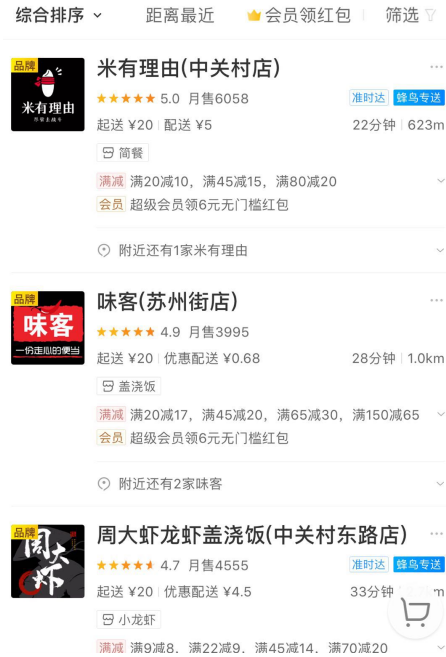 综合排序 距离最近 会员领红包 筛选
品牌
米有理由
米有理由(中关村店)
5.0 月售6058 准时达 蜂鸟专送
起送 ¥20 配送 ¥5 22分钟 623m
简餐
满减 满20减10，满45减15，满80减20
会员 超级会员领6元无门槛红包
附近还有1家米有理由
品牌
味客
一份走心的便当
味客(苏州街店)
4.9 月售3995
起送 ¥20 优惠配送 ¥0.68 28分钟 1.0km
盖浇饭
满减 满20减17，满45减20，满65减30，满150减65
会员 超级会员领6元无门槛红包
附近还有2家味客
品牌
周大虾
周大虾龙虾盖浇饭(中关村东路店)
4.7 月售4555 准时达 蜂鸟专送
起送 ¥20 优惠配送 ¥4.5 33分钟
小龙虾
满减 满9减8，满22减9，满45减14，满70减20